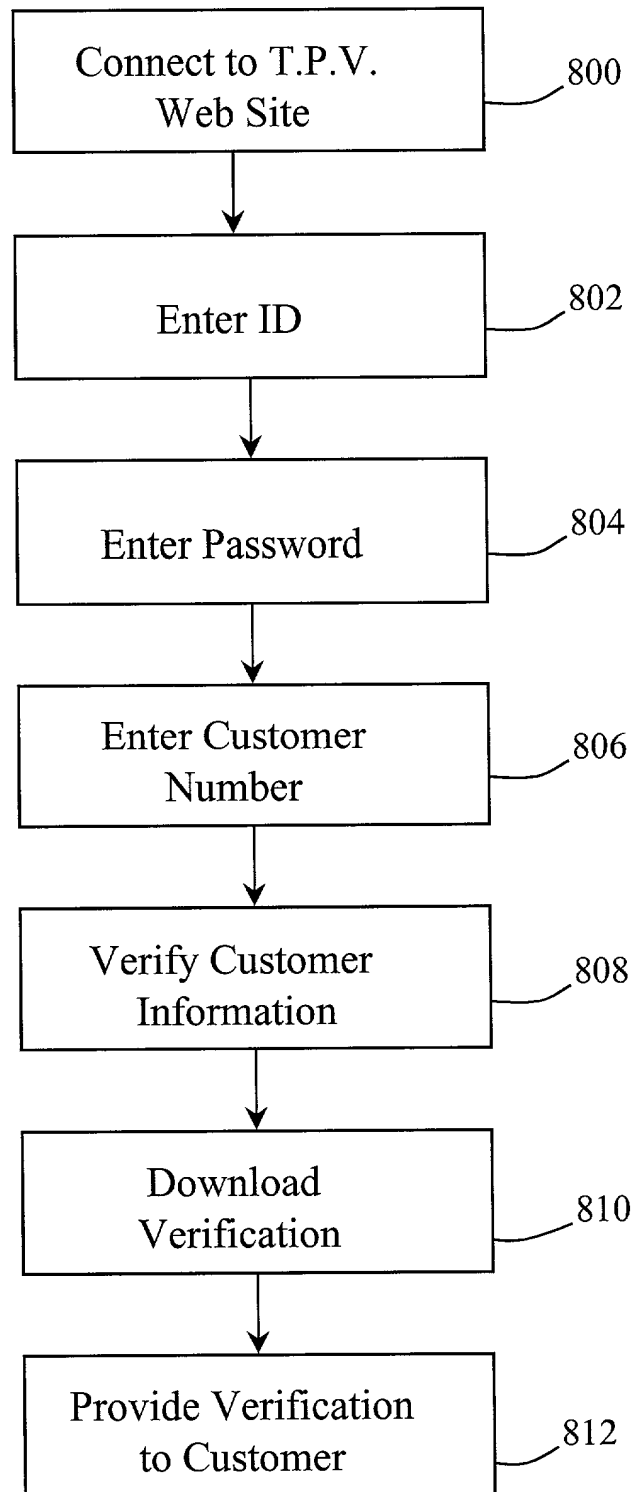 Connect to T.P.V.
Web Site
800
Enter ID
802
Enter Password
804
Enter Customer
Number
806
Verify Customer
Information
808
Download
Verification
810
Provide Verification
to Customer
812